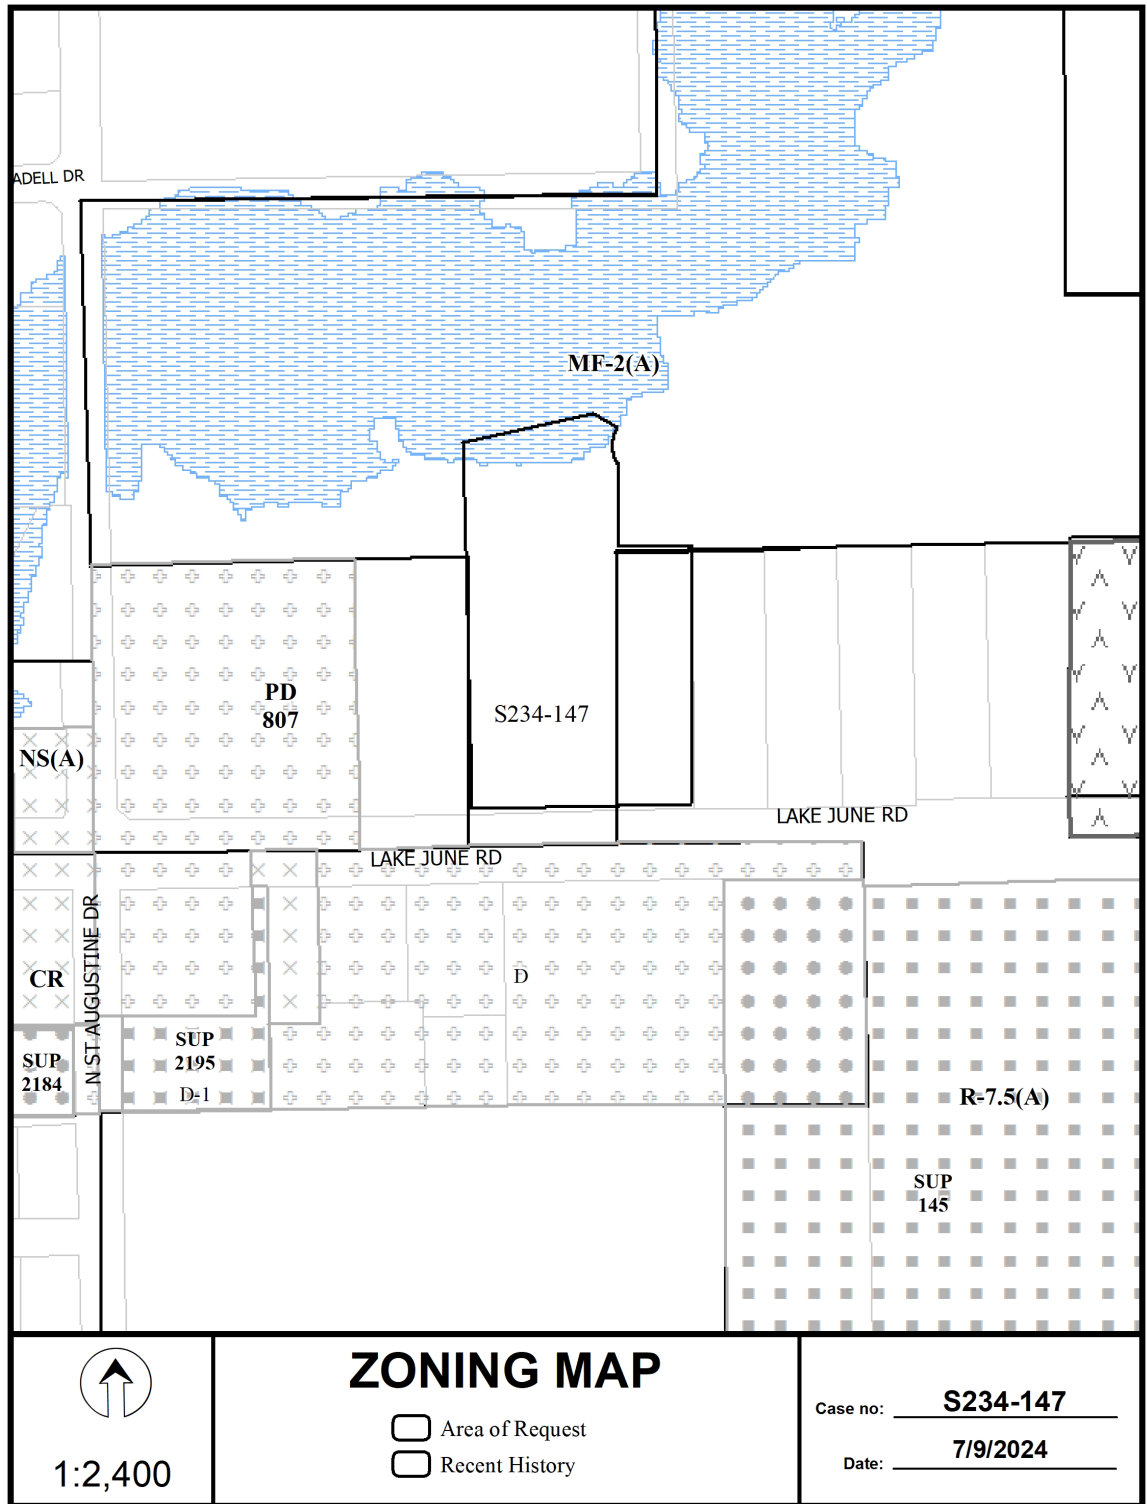 ADELL DR
MF-2(A)
PD
807
S234-147
NS(A)
LAKE JUNE RD
LAKE JUNE RD
N ST AUGUSTINE DR
D
CR
SUP
2195
D-1
SUP
2184
R-7.5(A)
SUP
145
1:2,400
ZONING MAP
Area of Request
Recent History
Case no: S234-147
Date: 7/9/2024